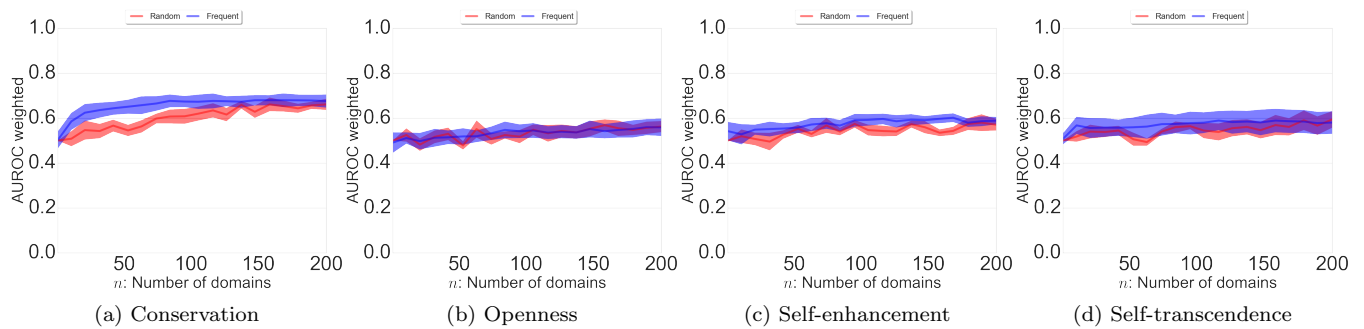 Random Frequent
AUROC weighted
1.0
0.8
0.6
0.4
0.2
0.0
50 100 150 200
n: Number of domains
(a) Conservation
Random Frequent
AUROC weighted
1.0
0.8
0.6
0.4
0.2
0.0
50 100 150 200
n: Number of domains
(b) Openness
Random Frequent
AUROC weighted
1.0
0.8
0.6
0.4
0.2
0.0
50 100 150 200
n: Number of domains
(c) Self-enhancement
Random Frequent
AUROC weighted
1.0
0.8
0.6
0.4
0.2
0.0
50 100 150 200
n: Number of domains
(d) Self-transcendence